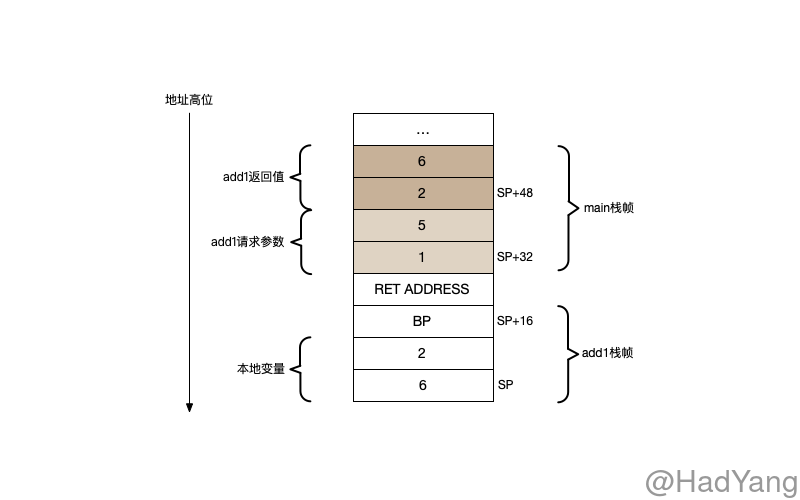 地址高位
...
6
add1返回值
2
SP+48
main栈帧
5
add1请求参数
1
SP+32
RET ADDRESS
BP
SP+16
2
add1栈帧
本地变量
6
SP
@HadYang